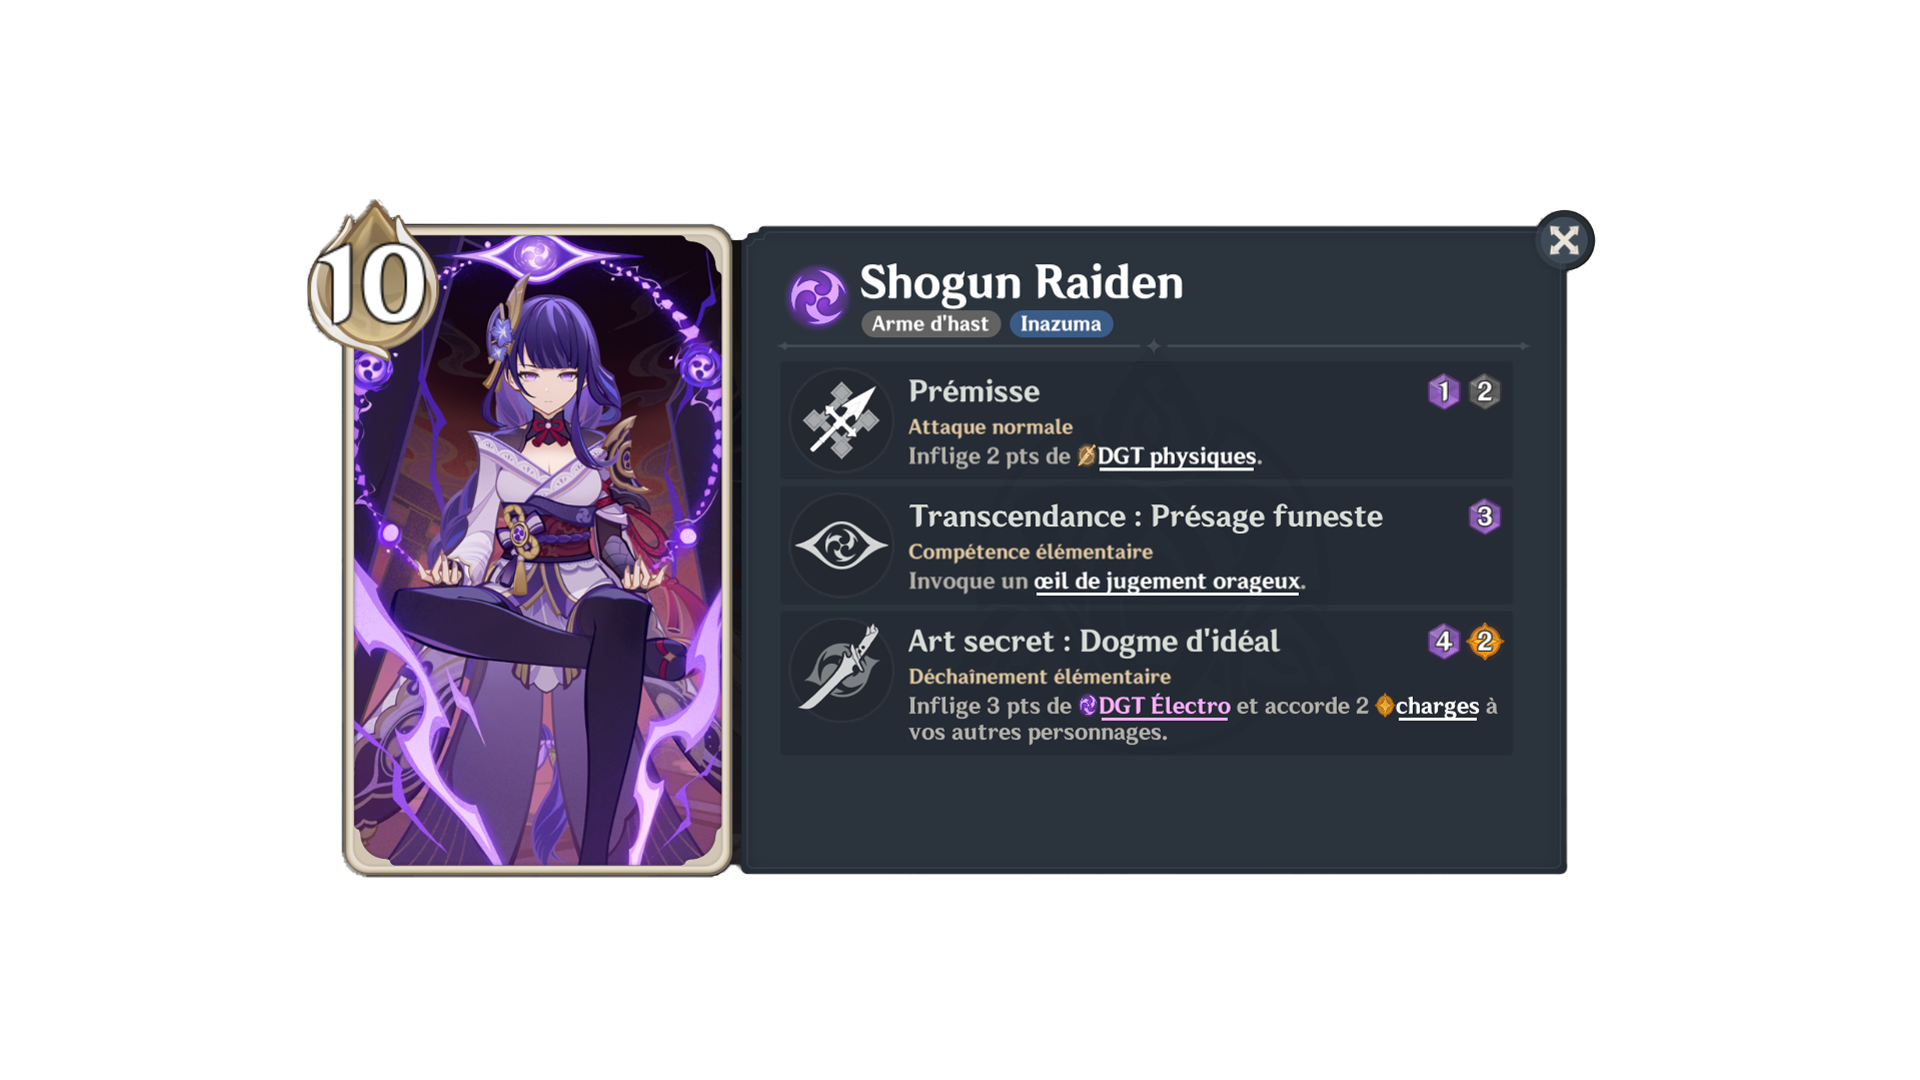 10
Shogun Raiden
Arme d'hast Inazuma
Prémisse 1 2
Attaque normale
Inflige 2 pts de DGT physiques.
Transcendance : Présage funeste 3
Compétence élémentaire
Invoque un œil de jugement orageux.
Art secret : Dogme d'idéal 4 2
Déchaînement élémentaire
Inflige 3 pts de DGT Électro et accorde 2 charges à
vos autres personnages.